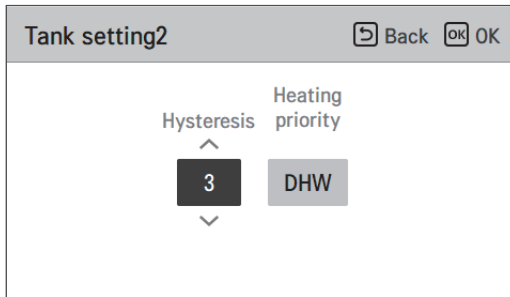 Tank setting2
Back OK OK
Hysteresis
Heating
priority
3
DHW